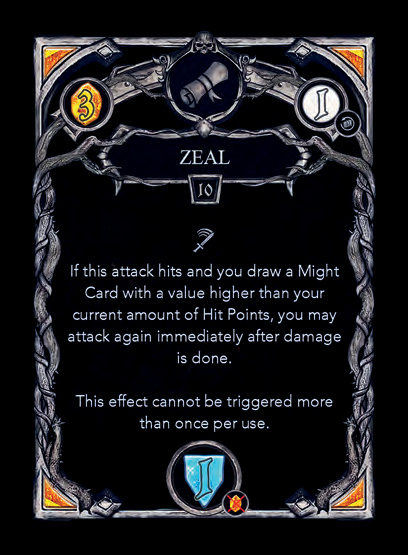 3
1
ZEAL
10
If this attack hits and you draw a Might
Card with a value higher than your
current amount of Hit Points, you may
attack again immediately after damage
is done.
This effect cannot be triggered more
than once per use.
1